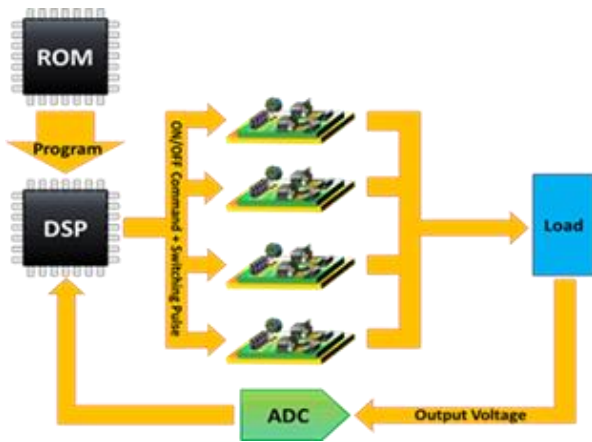 ROM
Program
DSP
ON/OFF Command + Switching Pulse
Load
ADC
Output Voltage